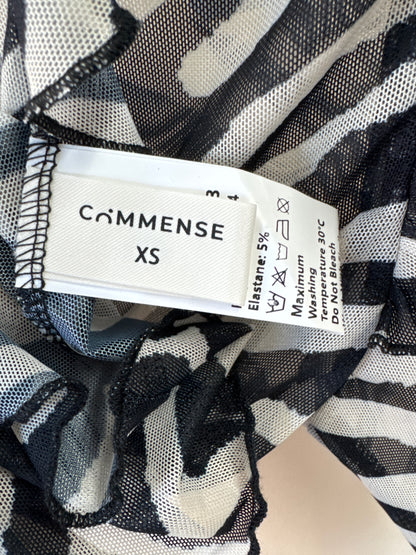 COMMENSE
XS
Elastane: 5%
Maximum
Washing
Temperature 30°C
Do Not Bleach